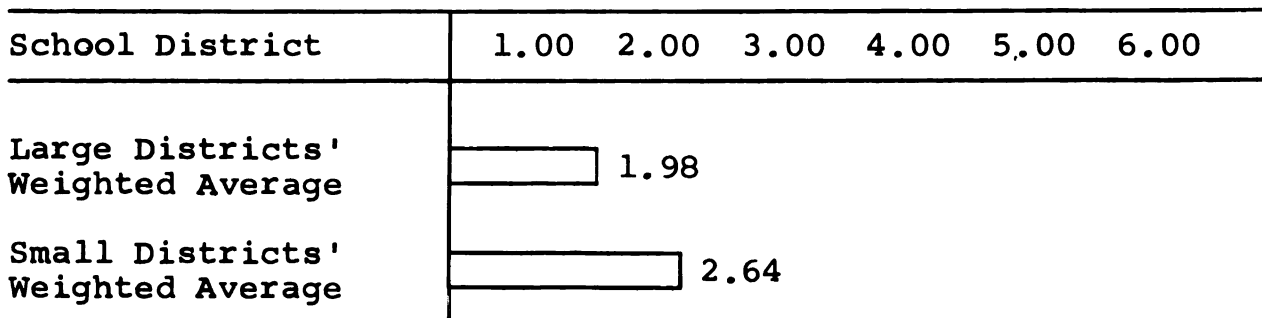 School District 1.00 2.00 3.00 4.00 5.00 6.00
Large Districts'
Weighted Average 1.98
Small Districts'
Weighted Average 2.64